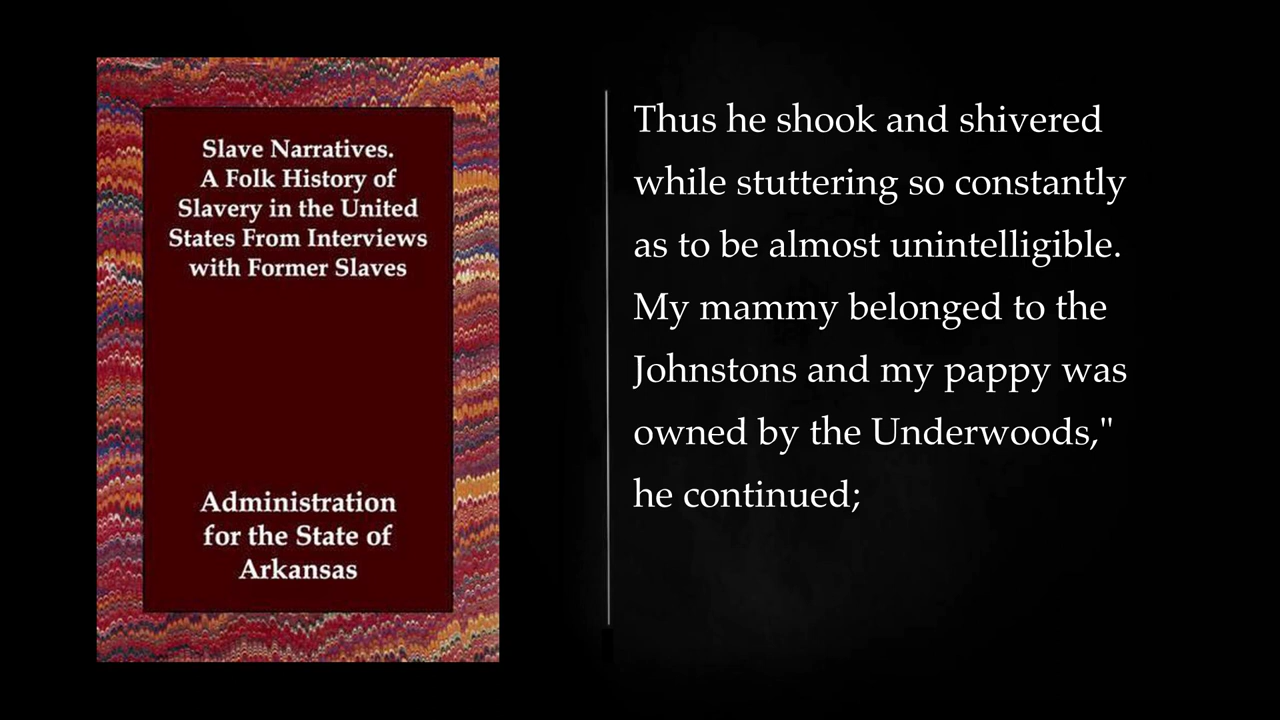 Slave Narratives.
A Folk History of
Slavery in the United
States From Interviews
with Former Slaves
Administration
for the State of
Arkansas
Thus he shook and shivered
while stuttering so constantly
as to be almost unintelligible.
My mammy belonged to the
Johnstons and my pappy was
owned by the Underwoods,"
he continued;